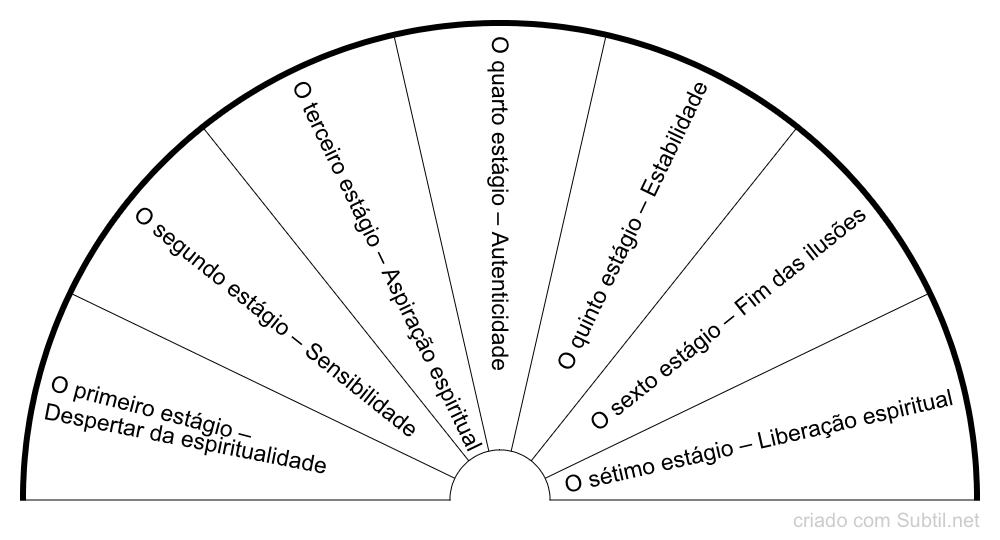 O primeiro estágio –
Despertar da espiritualidade
O segundo estágio – Sensibilidade
O terceiro estágio – Aspiração espiritual
O quarto estágio – Autenticidade
O quinto estágio – Estabilidade
O sexto estágio – Fim das ilusões
O sétimo estágio – Liberação espiritual
criado com Subtil.net